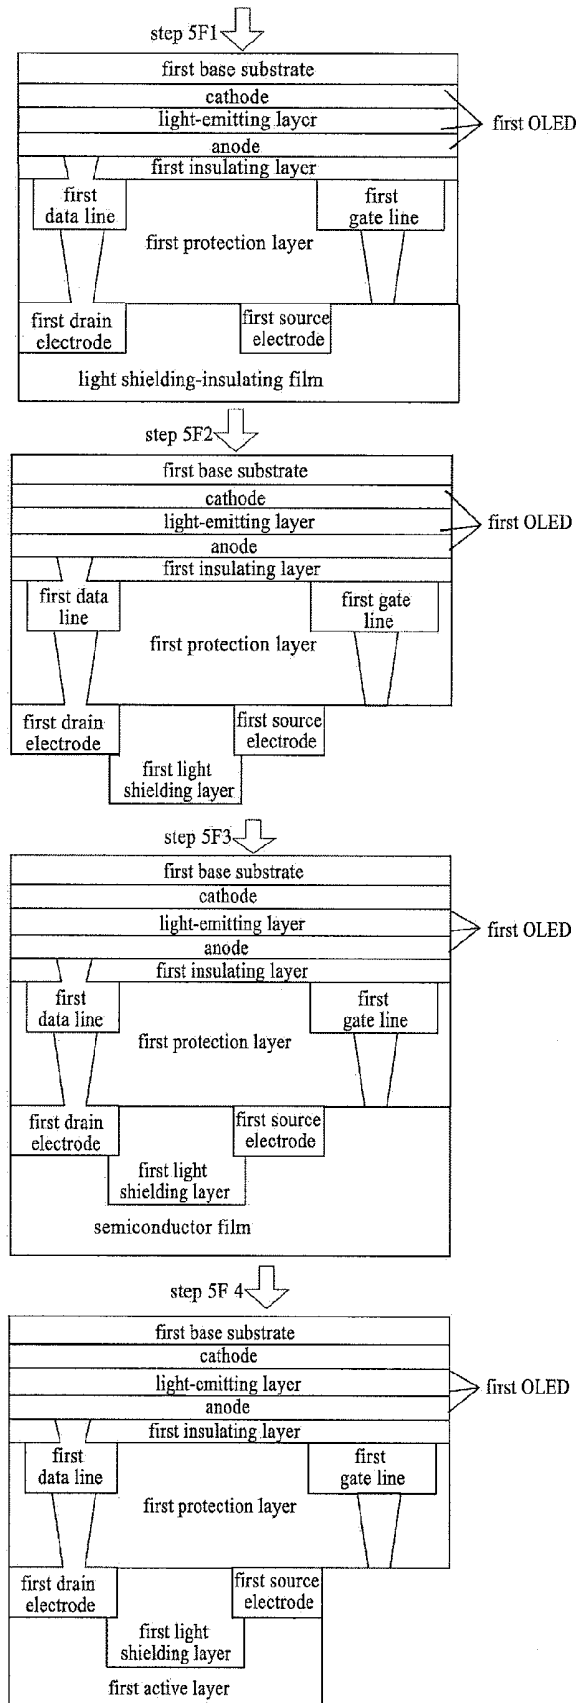 step 5F1
first base substrate
cathode
light-emitting layer
anode
first OLED
first insulating layer
first
data line
first
gate line
first protection layer
first drain
electrode
first source
electrode
light shielding-insulating film
step 5F2
first base substrate
cathode
light-emitting layer
anode
first OLED
first insulating layer
first data
line
first gate
line
first protection layer
first drain
electrode
first source
electrode
first light
shielding layer
step 5F3
first base substrate
cathode
light-emitting layer
anode
first OLED
first insulating layer
first
data line
first
gate line
first protection layer
first drain
electrode
first source
electrode
first light
shielding layer
semiconductor film
step 5F 4
first base substrate
cathode
light-emitting layer
anode
first OLED
first insulating layer
first
data line
first
gate line
first protection layer
first drain
electrode
first source
electrode
first light
shielding layer
first active layer